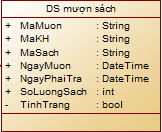 DS mượn sách
+ MaMuon : String
+ MaKH : String
+ MaSach : String
+ NgayMuon : DateTime
+ NgayPhaiTra : DateTime
+ SoLuongSach : int
- TinhTrang : bool